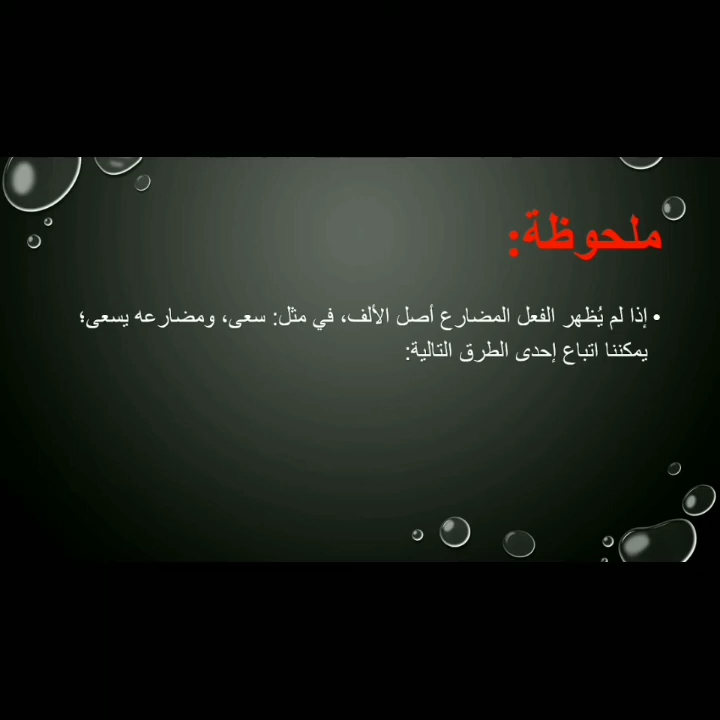 ملحوظة:
• إذا لم يُظهر الفعل المضارع أصل الألف، في مثل: سعى، ومضارعه يسعى؛
يمكننا اتباع إحدى الطرق التالية: